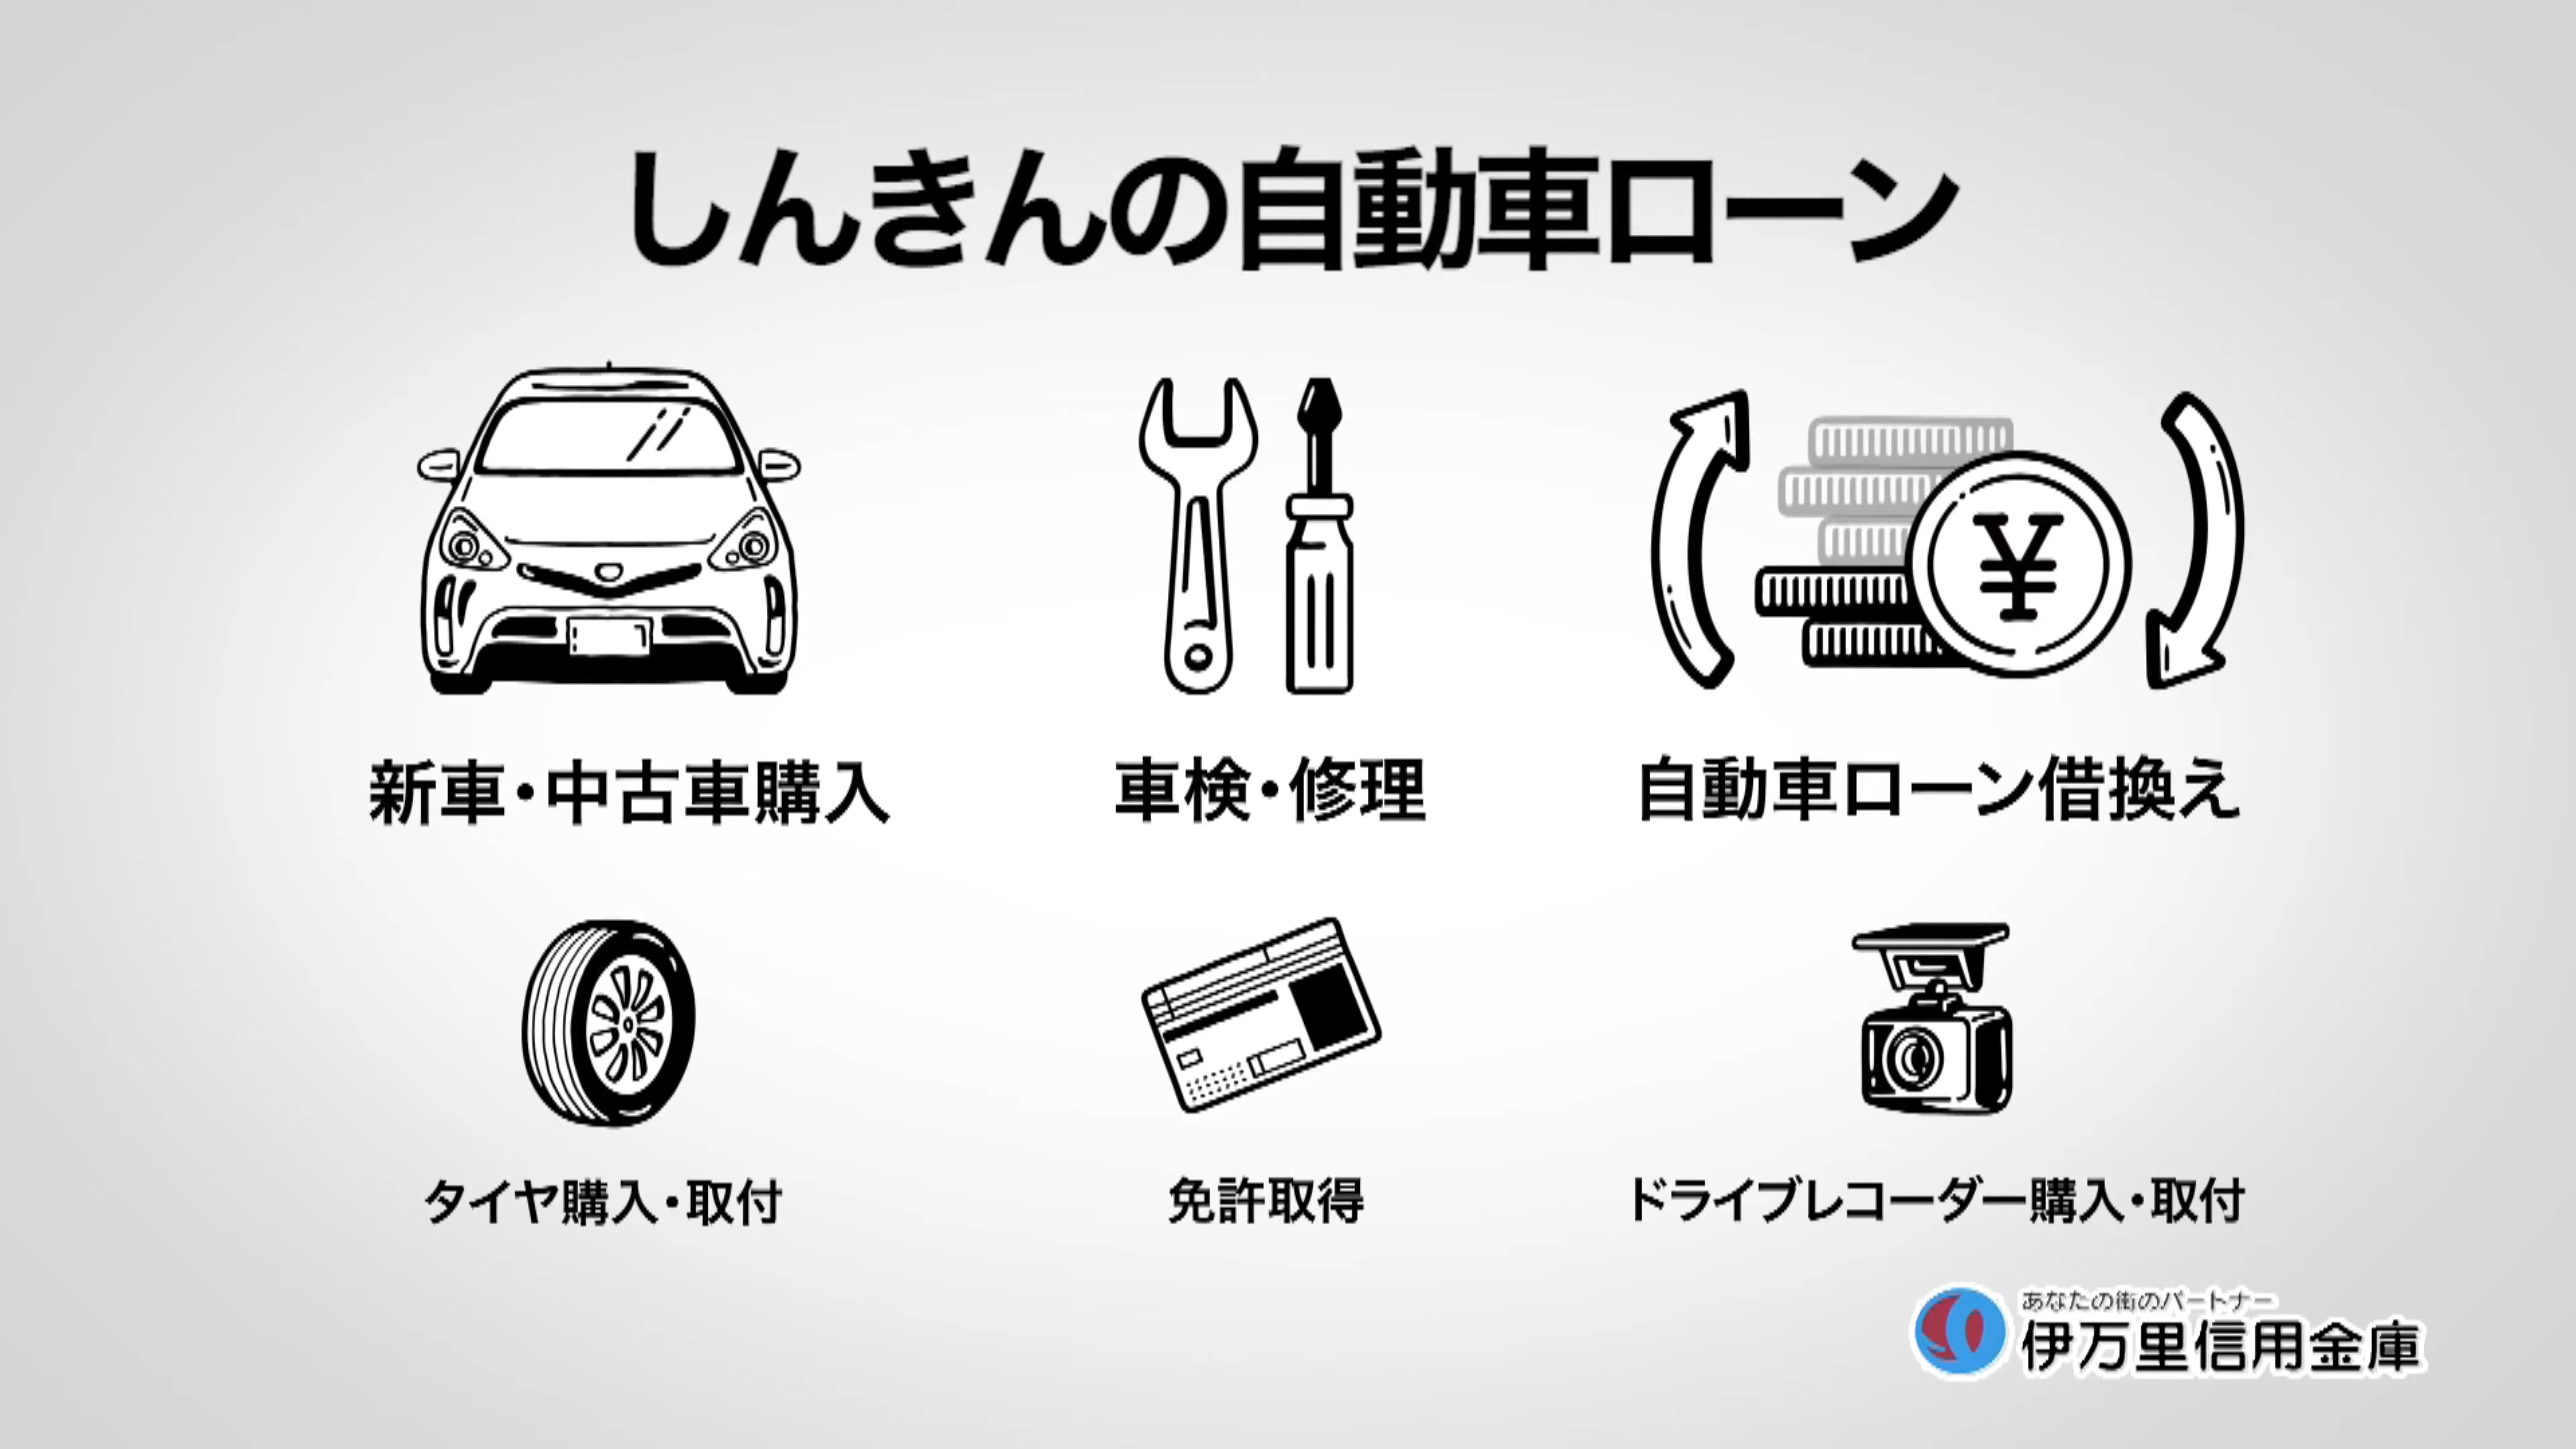 しんきんの自動車ローン
新車・中古車購入
車検・修理
自動車ローン借換え
¥
タイヤ購入・取付
免許取得
ドライブレコーダー購入・取付
あなたの街のパートナー
伊万里信用金庫